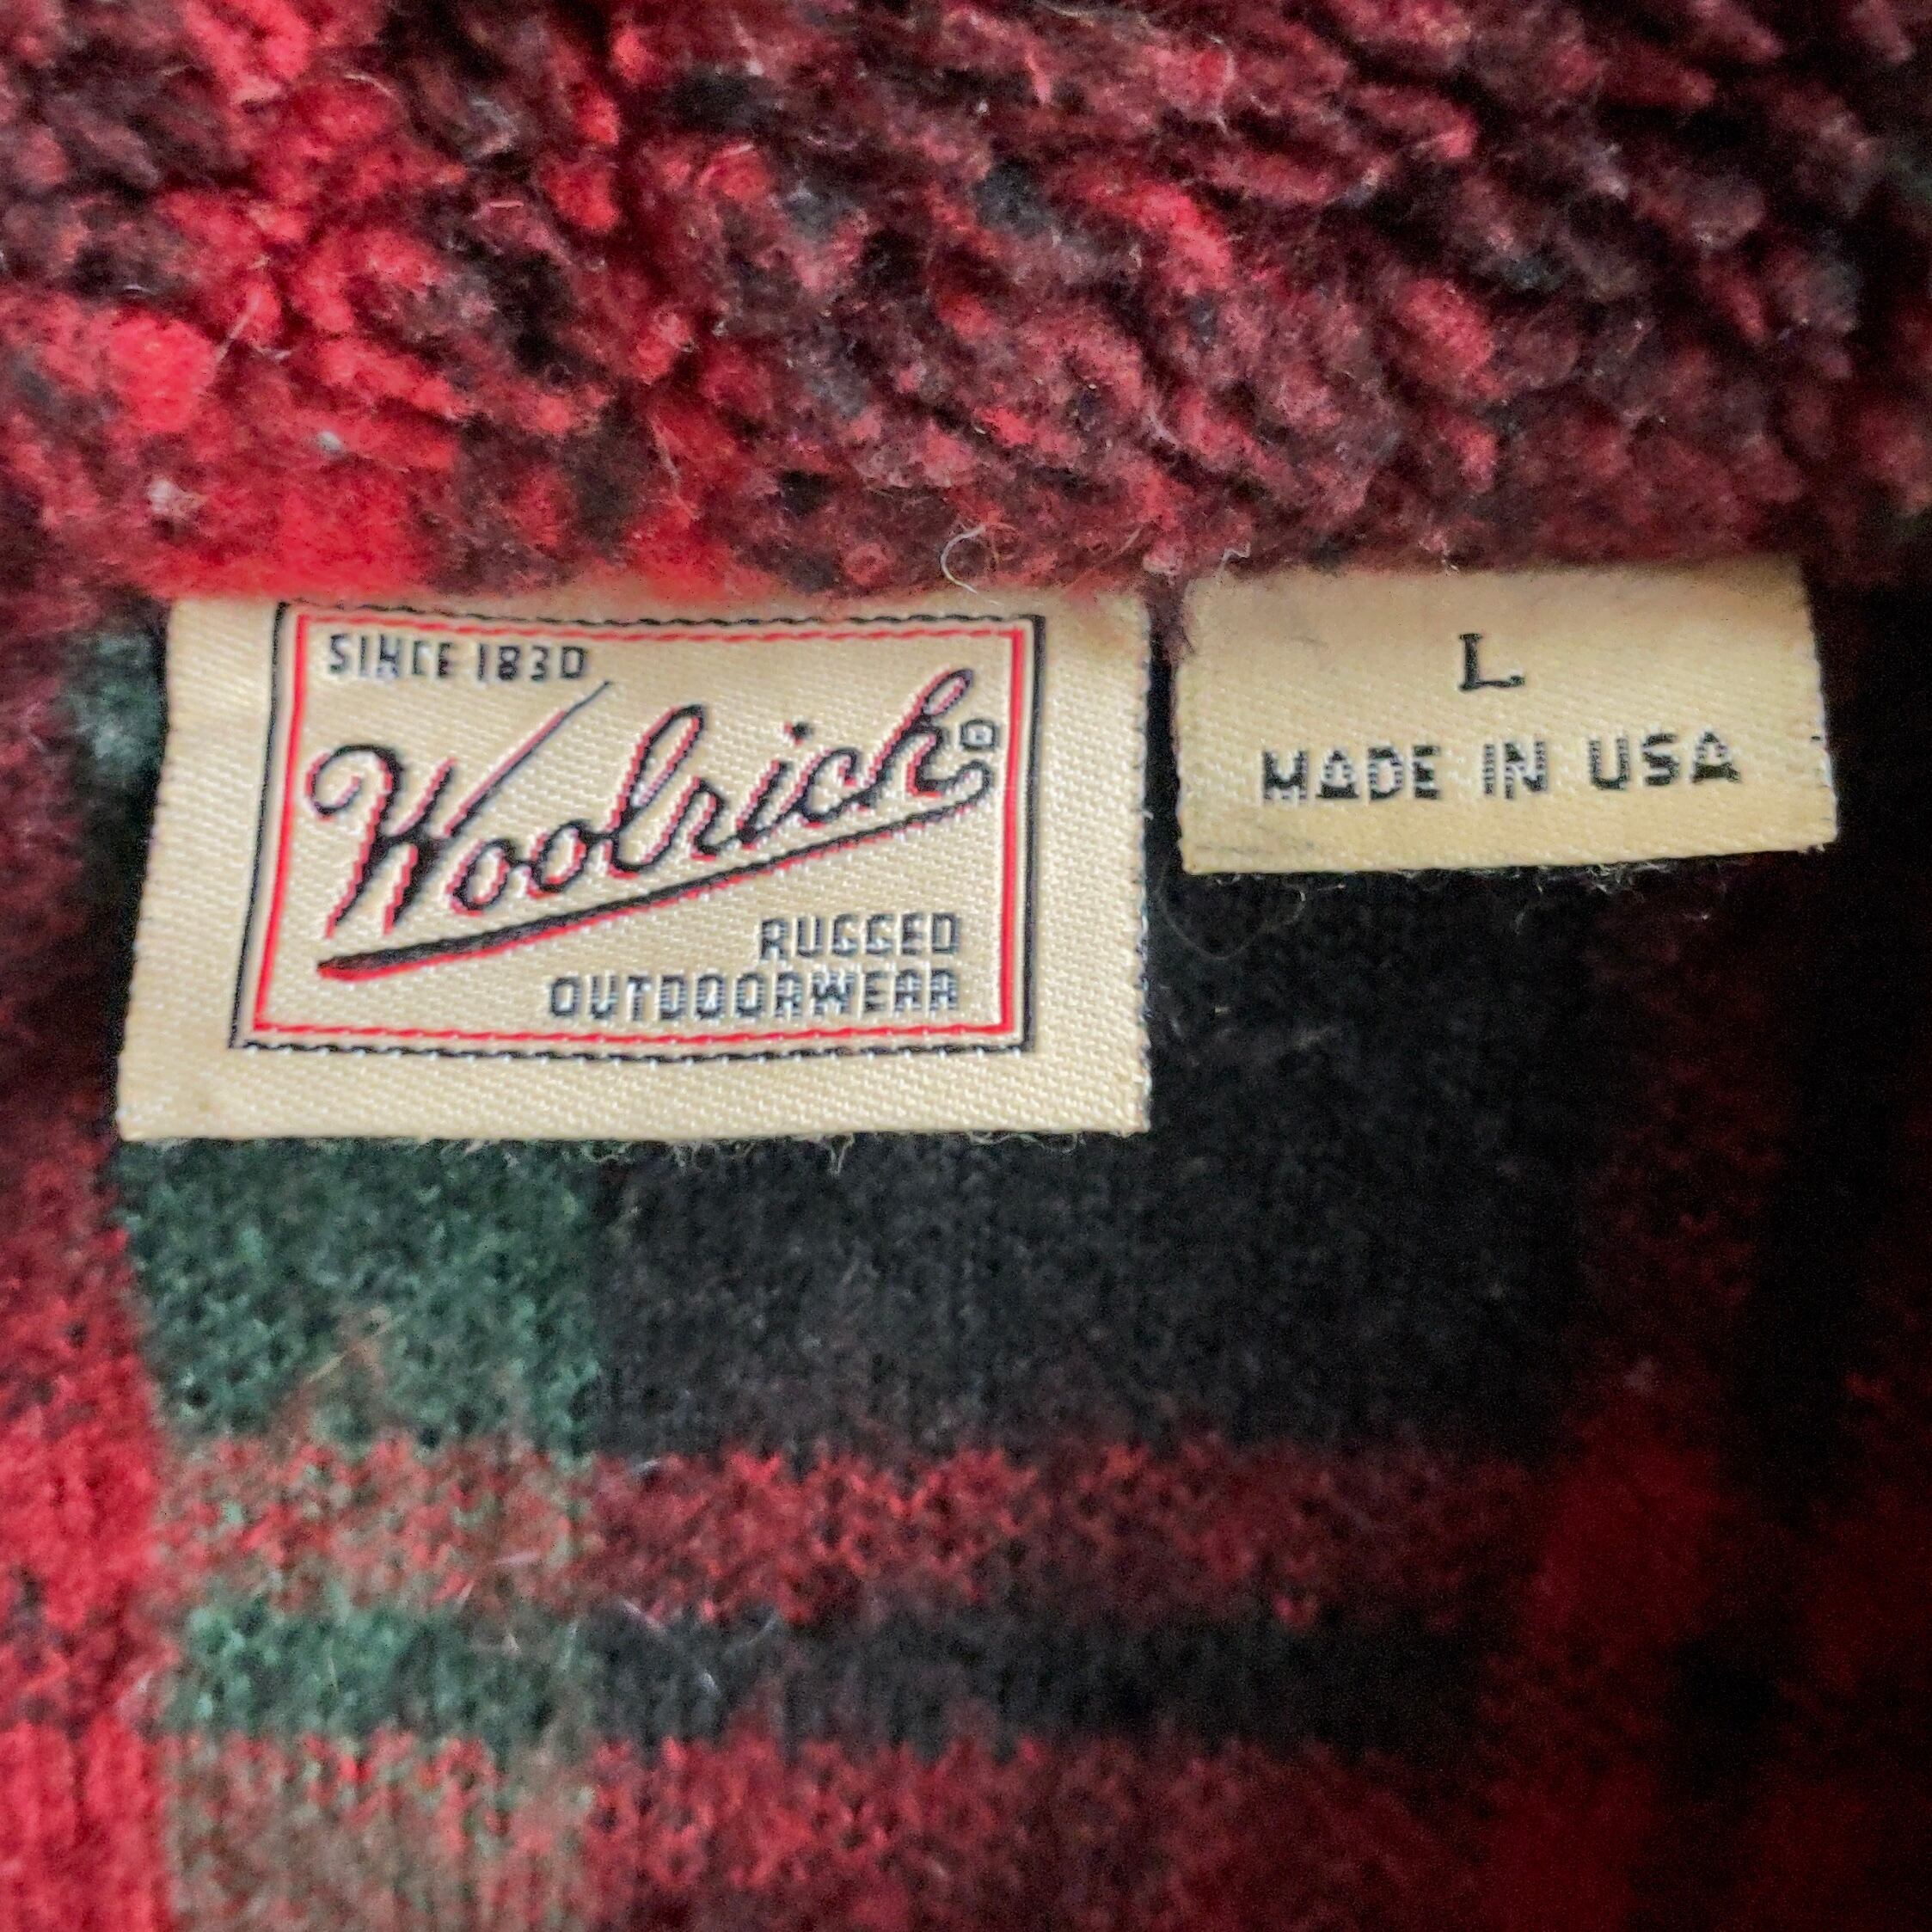 SINCE 1830
Woolrich®
RUGGED
OUTDOORWEAR
L
MADE IN USA